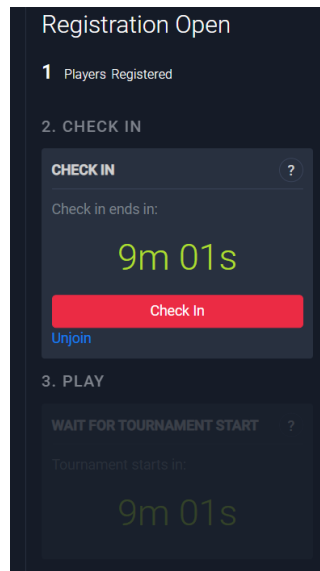 Registration Open
1 Players Registered
2. CHECK IN
CHECK IN ?
Check in ends in:
9m 01s
Check In
Unjoin
3. PLAY
WAIT FOR TOURNAMENT START ?
Tournament starts in:
9m 01s